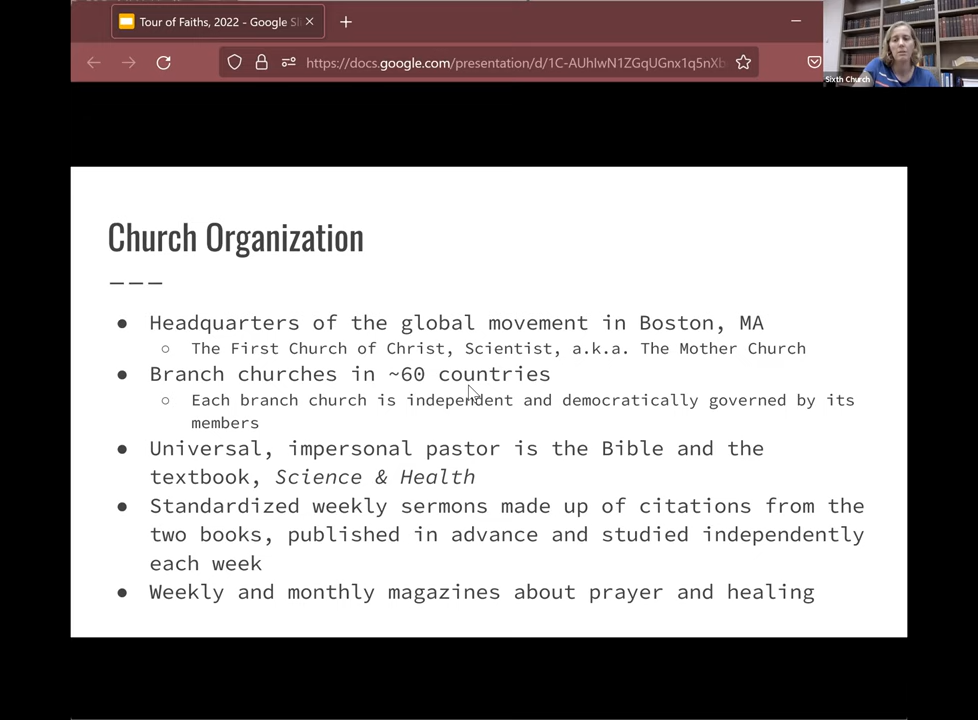 Tour of Faiths, 2022 - Google Sl
https://docs.google.com/presentation/d/1C-AUhIwN1ZGqUGnx1q5nXb
Sixth Church
Church Organization
———
● Headquarters of the global movement in Boston, MA
○ The First Church of Christ, Scientist, a.k.a. The Mother Church
● Branch churches in ~60 countries
○ Each branch church is independent and democratically governed by its
members
● Universal, impersonal pastor is the Bible and the
textbook, Science & Health
● Standardized weekly sermons made up of citations from the
two books, published in advance and studied independently
each week
● Weekly and monthly magazines about prayer and healing